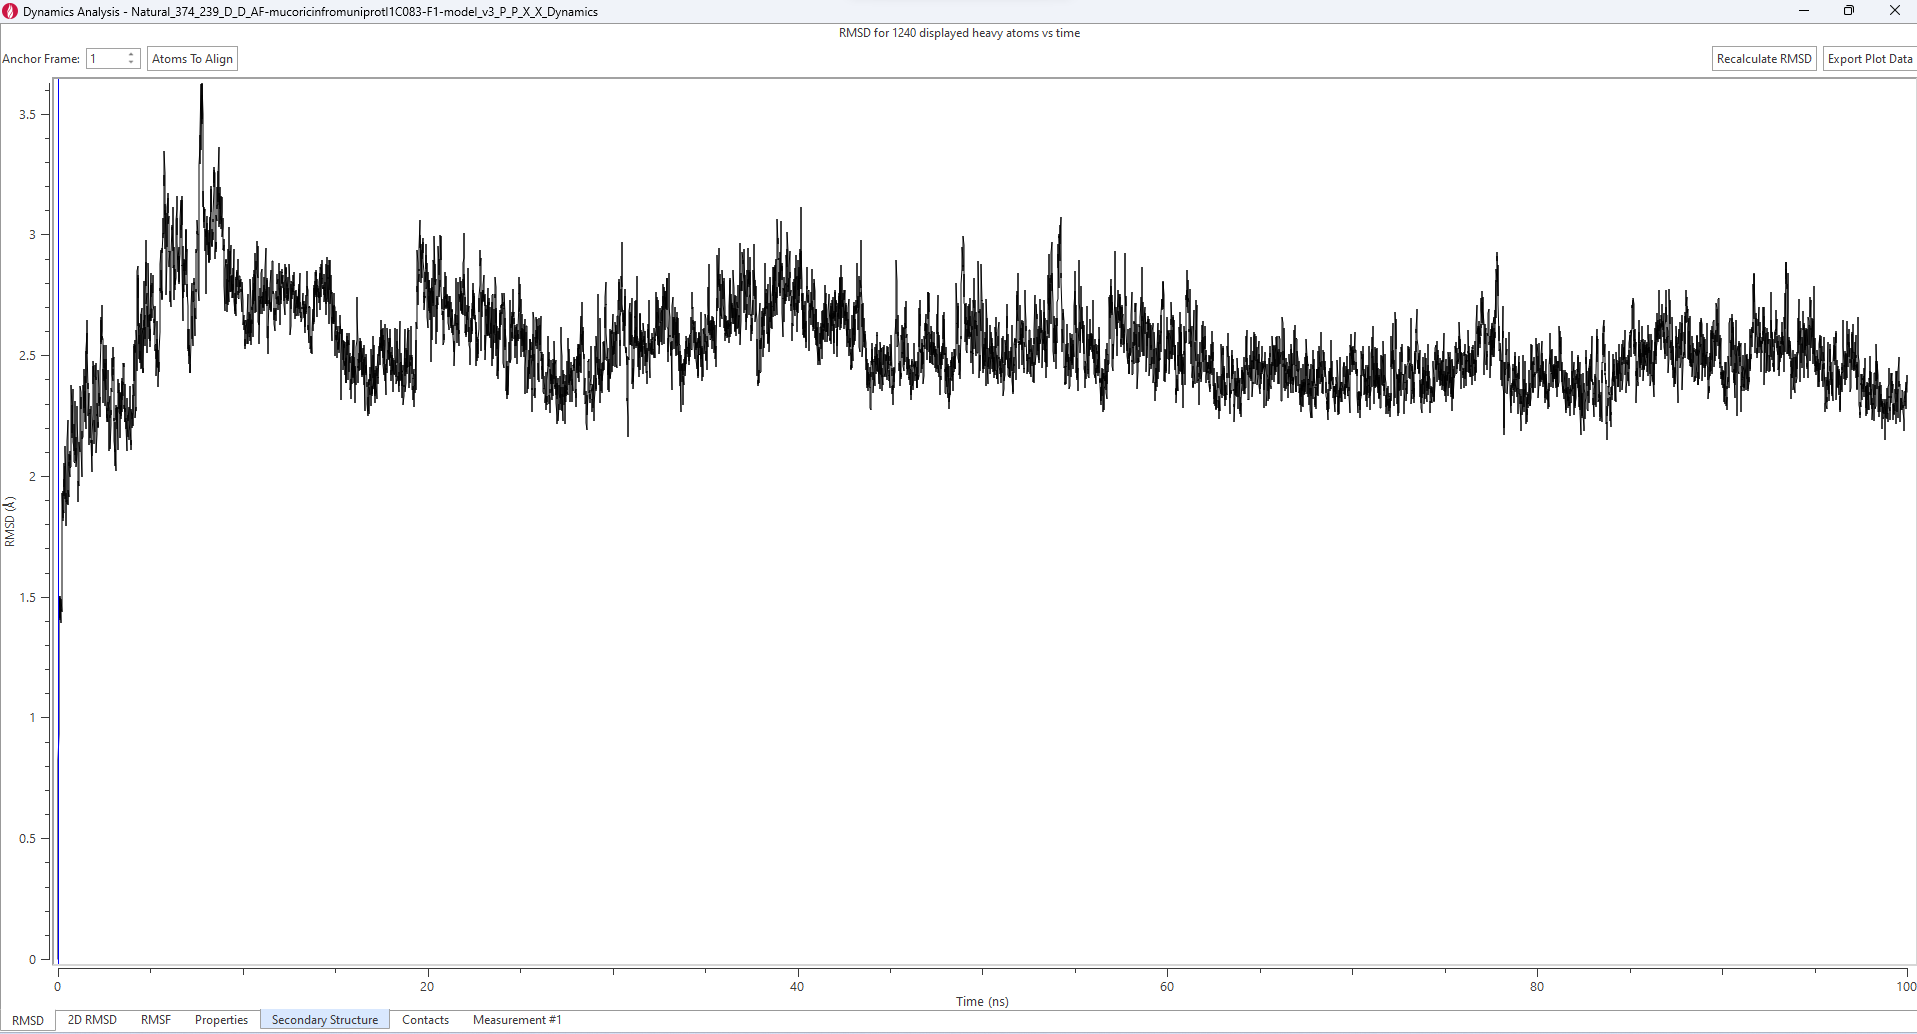 Dynamics Analysis - Natural_374_239_D_D_AF-mucoricinfromuniprotI1C083-F1-model_v3_P_P_X_X_Dynamics
RMSD for 1240 displayed heavy atoms vs time
Anchor Frame: 1 Atoms To Align Recalculate RMSD Export Plot Data
3.5
3
2.5
2
RMSD (Å)
1.5
1
0.5
0
0 20 40 60 80 100
Time (ns)
RMSD 2D RMSD RMSF Properties Secondary Structure Contacts Measurement #1